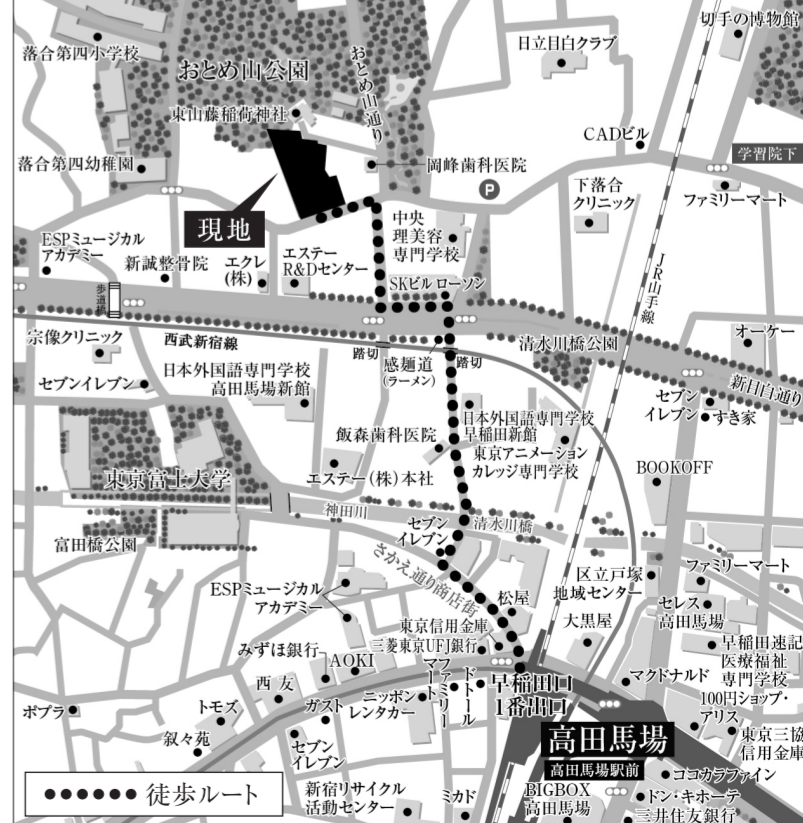 切手の博物館
落合第四小学校
おとめ山公園
おとめ山通り
日立目白クラブ
東山藤稲荷神社
CADビル
学習院下
落合第四幼稚園
岡峰歯科医院
P
下落合
クリニック
ファミリーマート
現地
中央
理美容
専門学校
ESPミュージカル
アカデミー
新誠整骨院
エクレ
(株)
エステー
R&Dセンター
SKビル
ローソン
JR山手線
歩道橋
宗像クリニック
西武新宿線
踏切
感麺道
(ラーメン)
踏切
清水川橋公園
オーケー
新目白通り
セブンイレブン
日本外国語専門学校
高田馬場新館
セブン
イレブン
すき家
飯森歯科医院
日本外国語専門学校
早稲田新館
東京アニメーション
カレッジ専門学校
BOOKOFF
東京富士大学
エステー(株)本社
神田川
清水川橋
富田橋公園
セブン
イレブン
さかえ通り商店街
ESPミュージカル
アカデミー
松屋
区立戸塚
地域センター
ファミリーマート
セレス
高田馬場
東京信用金庫
三菱東京UFJ銀行
大黒屋
早稲田速記
医療福祉
専門学校
みずほ銀行
AOKI
西友
ファミリー
マート
ドトール
早稲田口
1番出口
マクドナルド
100円ショップ・
アリス
ポプラ
トモズ
ガスト
ニッポン
レンタカー
叙々苑
セブン
イレブン
高田馬場
高田馬場駅前
東京三協
信用金庫
ココカラファイン
徒歩ルート
新宿リサイクル
活動センター
ミカド
BIGBOX
高田馬場
ドン・キホーテ
三井住友銀行